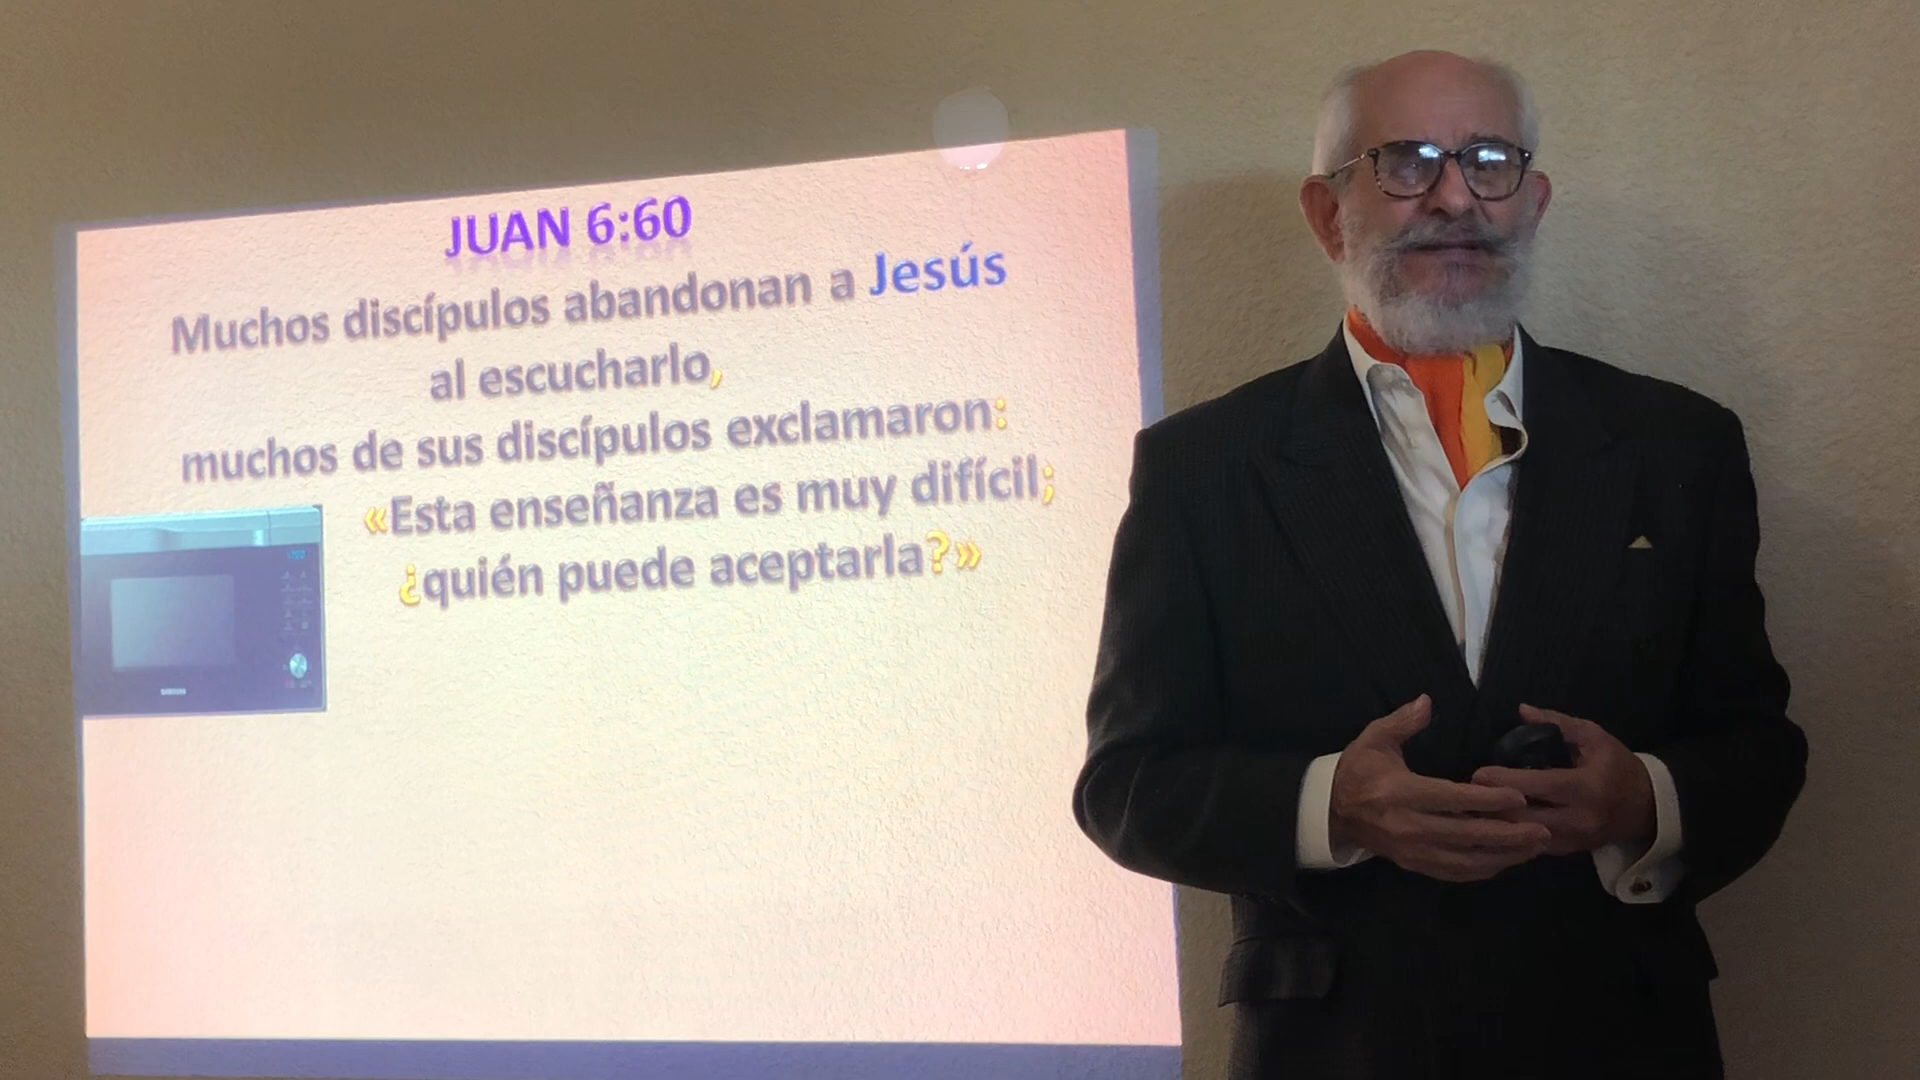 JUAN 6:60
Muchos discípulos abandonan a Jesús
al escucharlo,
muchos de sus discípulos exclamaron:
«Esta enseñanza es muy difícil;
¿quién puede aceptarla?»
SAMSUNG